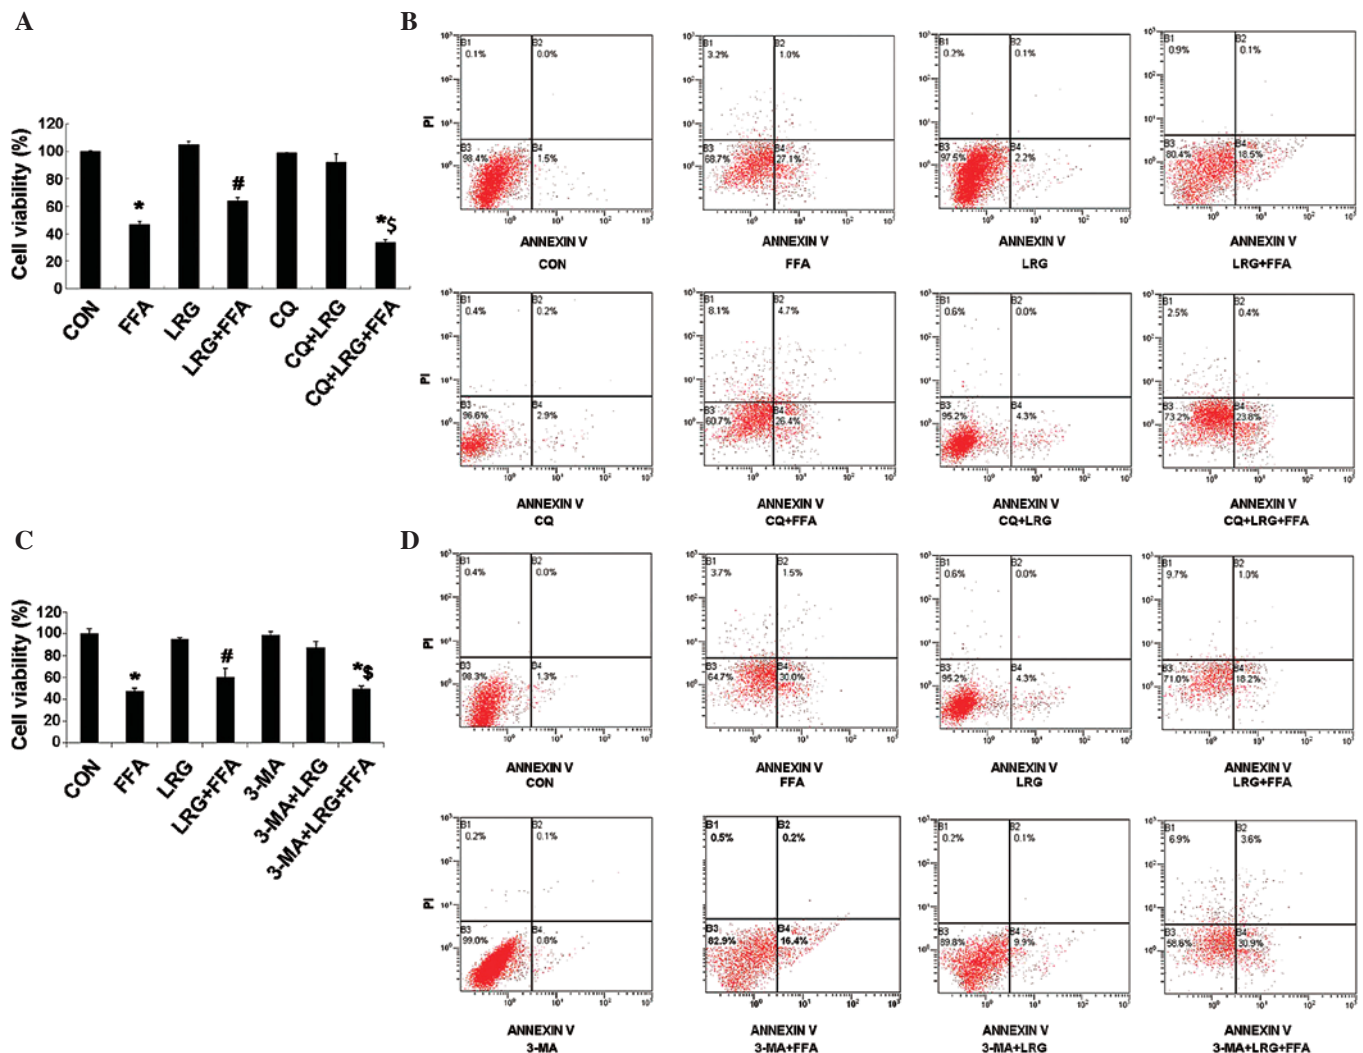 A
Cell viability (%)
120
100
80
60
40
20
0
CON
FFA
LRG
LRG+FFA
CQ
CQ+LRG
CQ+LRG+FFA
*
#
*$
B
B1
0.1%
B2
0.0%
B3
98.4%
B4
1.5%
PI
ANNEXIN V
CON
B1
3.2%
B2
1.0%
B3
68.7%
B4
27.1%
ANNEXIN V
FFA
B1
0.2%
B2
0.1%
B3
97.5%
B4
2.2%
ANNEXIN V
LRG
B1
0.9%
B2
0.1%
B3
80.4%
B4
18.5%
ANNEXIN V
LRG+FFA
B1
0.4%
B2
0.2%
B3
96.6%
B4
2.9%
PI
ANNEXIN V
CQ
B1
8.1%
B2
4.7%
B3
60.7%
B4
26.4%
ANNEXIN V
CQ+FFA
B1
0.6%
B2
0.0%
B3
95.2%
B4
4.3%
ANNEXIN V
CQ+LRG
B1
2.5%
B2
0.4%
B3
73.2%
B4
23.8%
ANNEXIN V
CQ+LRG+FFA
C
Cell viability (%)
120
100
80
60
40
20
0
CON
FFA
LRG
LRG+FFA
3-MA
3-MA+LRG
3-MA+LRG+FFA
*
#
*$
D
B1
0.4%
B2
0.0%
B3
98.3%
B4
1.3%
PI
ANNEXIN V
CON
B1
3.7%
B2
1.5%
B3
64.7%
B4
30.0%
ANNEXIN V
FFA
B1
0.6%
B2
0.0%
B3
95.2%
B4
4.3%
ANNEXIN V
LRG
B1
9.7%
B2
1.0%
B3
71.0%
B4
18.2%
ANNEXIN V
LRG+FFA
B1
0.2%
B2
0.1%
B3
99.0%
B4
0.8%
PI
ANNEXIN V
3-MA
B1
0.5%
B2
0.2%
B3
82.9%
B4
16.4%
ANNEXIN V
3-MA+FFA
B1
0.2%
B2
0.1%
B3
89.8%
B4
9.9%
ANNEXIN V
3-MA+LRG
B1
6.9%
B2
3.6%
B3
58.6%
B4
30.9%
ANNEXIN V
3-MA+LRG+FFA